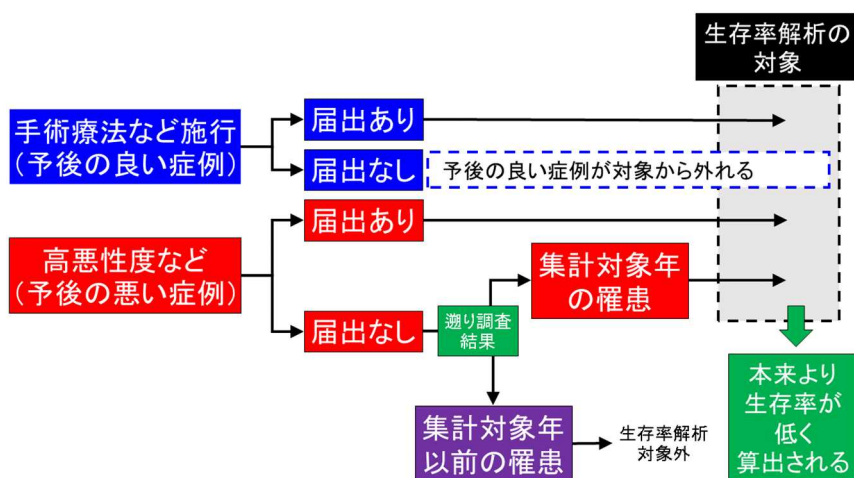 生存率解析の
対象
手術療法など施行
(予後の良い症例)
届出あり
届出なし
予後の良い症例が対象から外れる
高悪性度など
(予後の悪い症例)
届出あり
届出なし
遡り調査
結果
集計対象年
の罹患
集計対象年
以前の罹患
生存率解析
対象外
本来より
生存率が
低く
算出される